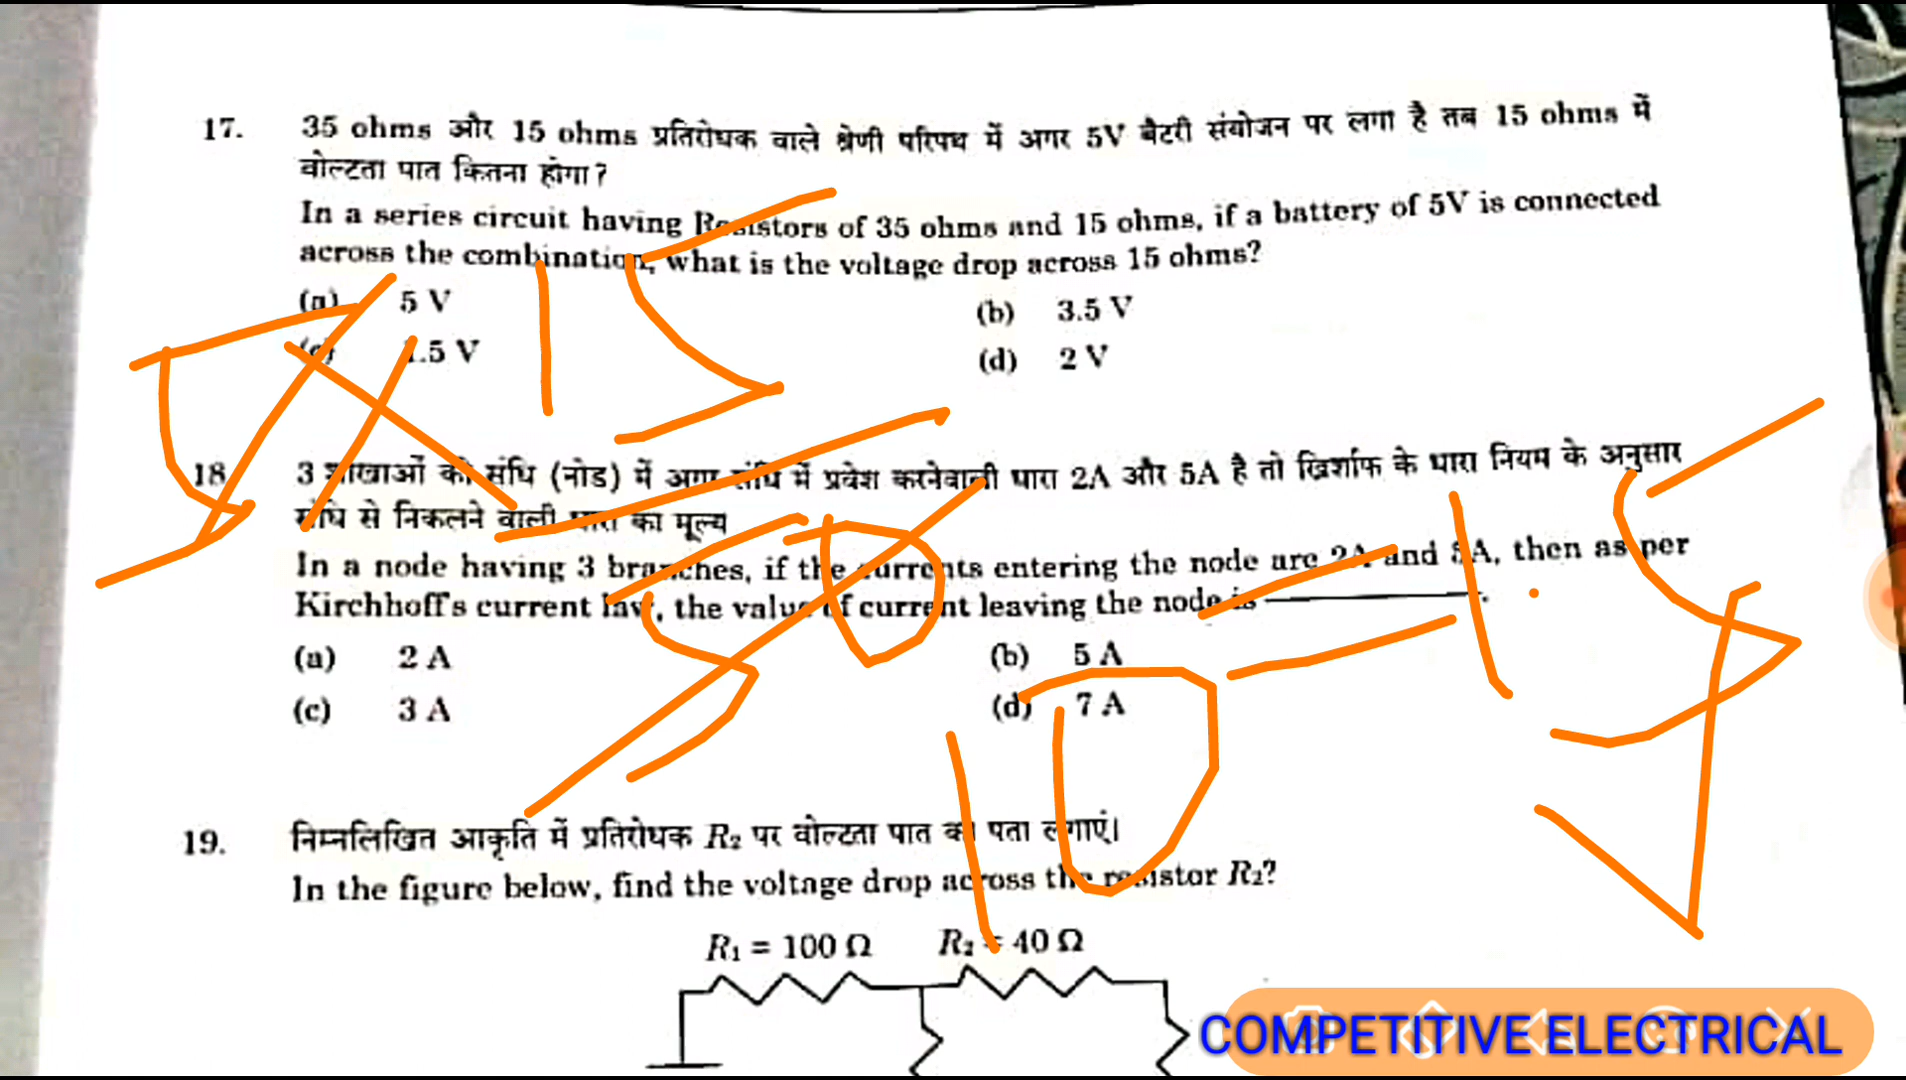 17. 35 ohms और 15 ohms प्रतिरोधक वाले श्रेणी परिपथ में अगर 5V बैटरी संयोजन पर लगा है तब 15 ohms में
वोल्टता पात कितना होगा?
In a series circuit having Resistors of 35 ohms and 15 ohms, if a battery of 5V is connected
across the combination, what is the voltage drop across 15 ohms?
(a) 5 V (b) 3.5 V
(c) 1.5 V (d) 2 V
5 × 15
50
10
= 1.5 V
18 3 शाखाओं की संधि (नोड) में अगर संधि में प्रवेश करनेवाली धारा 2A और 5A है तो खिर्शाफ के धारा नियम के अनुसार
संधि से निकलने वाली धारा का मूल्य
In a node having 3 branches, if the currents entering the node are 2A and 5A, then as per
Kirchhoff's current law, the value of current leaving the node is ————.
(a) 2 A (b) 5 A
(c) 3 A (d) 7 A
19. निम्नलिखित आकृति में प्रतिरोधक R₂ पर वोल्टता पात का पता लगाएं।
In the figure below, find the voltage drop across the resistor R₂?
R₁ = 100 Ω R₂ = 40 Ω
COMPETITIVE ELECTRICAL